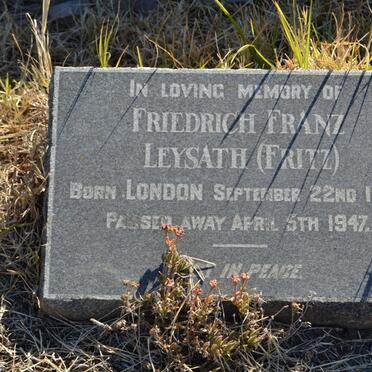 IN LOVING MEMORY OF
FRIEDRICH FRANZ
LEYSATH (FRITZ)
BORN LONDON SEPTEMBER 22ND 1
PASSED AWAY APRIL 5TH 1947.
IN PEACE